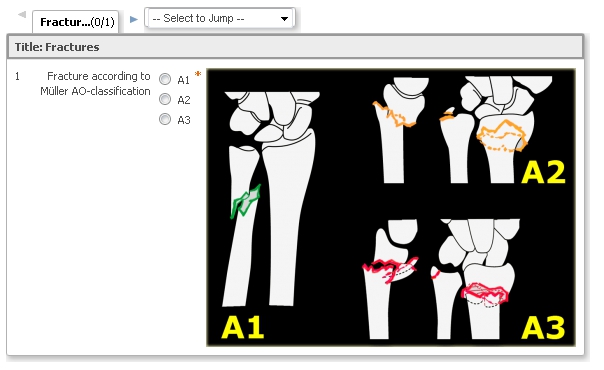 Fractur...(0/1)
-- Select to Jump --
Title: Fractures
1 Fracture according to Müller AO-classification
A1 *
A2
A3
A2
A1
A3